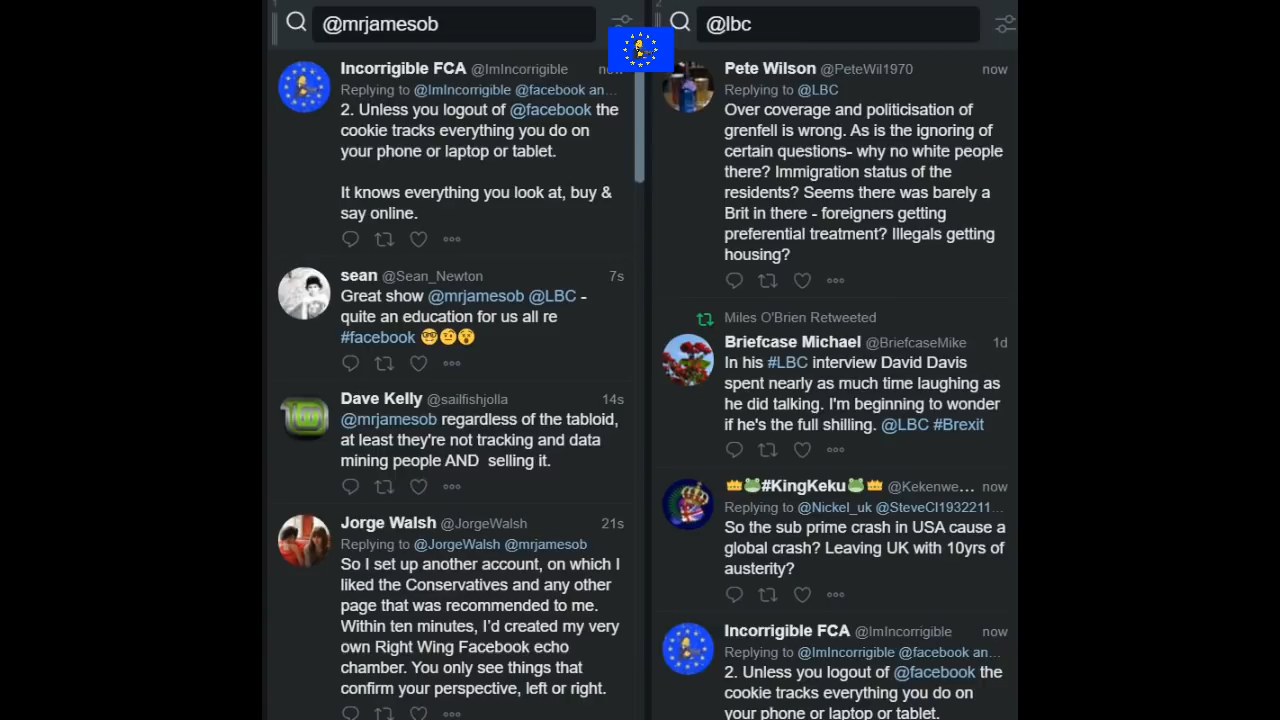 @mrjamesob
Incorrigible FCA @ImIncorrigible now
Replying to @ImIncorrigible @facebook an...
2. Unless you logout of @facebook the
cookie tracks everything you do on
your phone or laptop or tablet.
It knows everything you look at, buy &
say online.
sean @Sean_Newton 7s
Great show @mrjamesob @LBC -
quite an education for us all re
#facebook 🤓🤨😵
Dave Kelly @sailfishjolla 14s
@mrjamesob regardless of the tabloid,
at least they're not tracking and data
mining people AND selling it.
Jorge Walsh @JorgeWalsh 21s
Replying to @JorgeWalsh @mrjamesob
So I set up another account, on which I
liked the Conservatives and any other
page that was recommended to me.
Within ten minutes, I'd created my very
own Right Wing Facebook echo
chamber. You only see things that
confirm your perspective, left or right.
2
@lbc
Pete Wilson @PeteWil1970 now
Replying to @LBC
Over coverage and politicisation of
grenfell is wrong. As is the ignoring of
certain questions- why no white people
there? Immigration status of the
residents? Seems there was barely a
Brit in there - foreigners getting
preferential treatment? Illegals getting
housing?
Miles O'Brien Retweeted
Briefcase Michael @BriefcaseMike 1d
In his #LBC interview David Davis
spent nearly as much time laughing as
he did talking. I'm beginning to wonder
if he's the full shilling. @LBC #Brexit
👑🐸#KingKeku🐸👑 @Kekenwe... now
Replying to @Nickel_uk @SteveCl1932211...
So the sub prime crash in USA cause a
global crash? Leaving UK with 10yrs of
austerity?
Incorrigible FCA @ImIncorrigible now
Replying to @ImIncorrigible @facebook an...
2. Unless you logout of @facebook the
cookie tracks everything you do on
your phone or laptop or tablet.